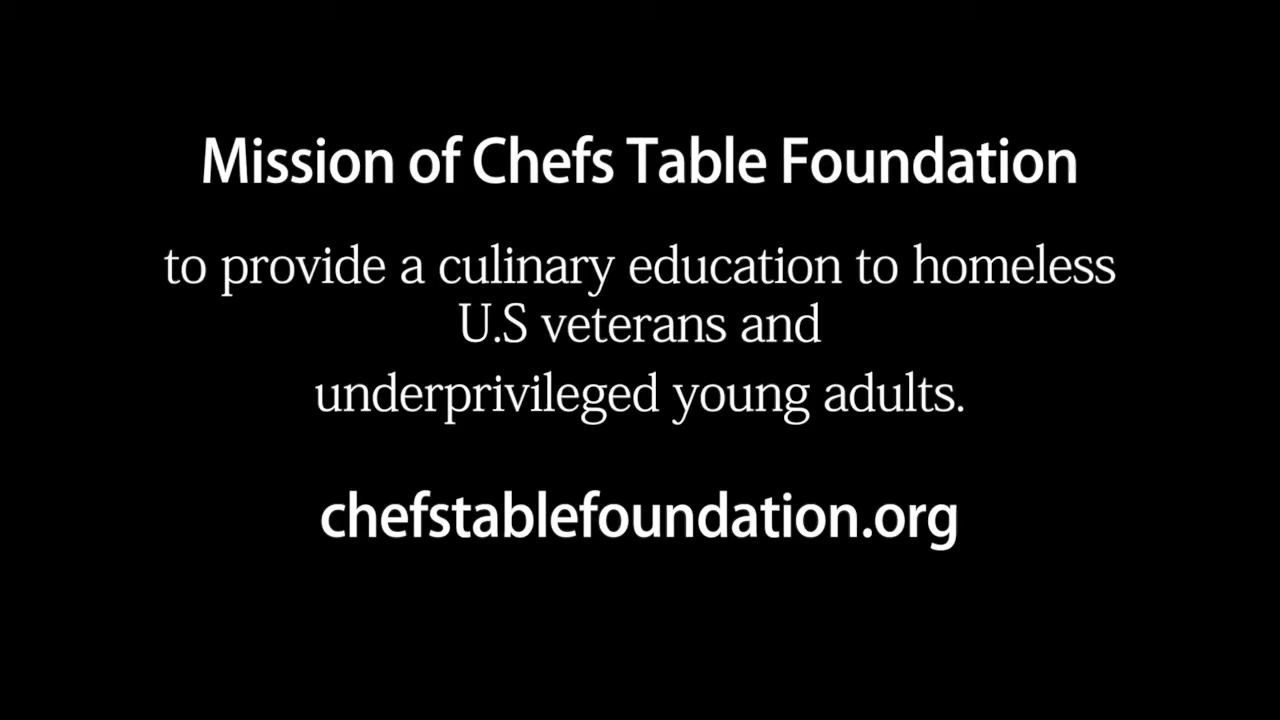 Mission of Chefs Table Foundation
to provide a culinary education to homeless
U.S veterans and
underprivileged young adults.
chefstablefoundation.org